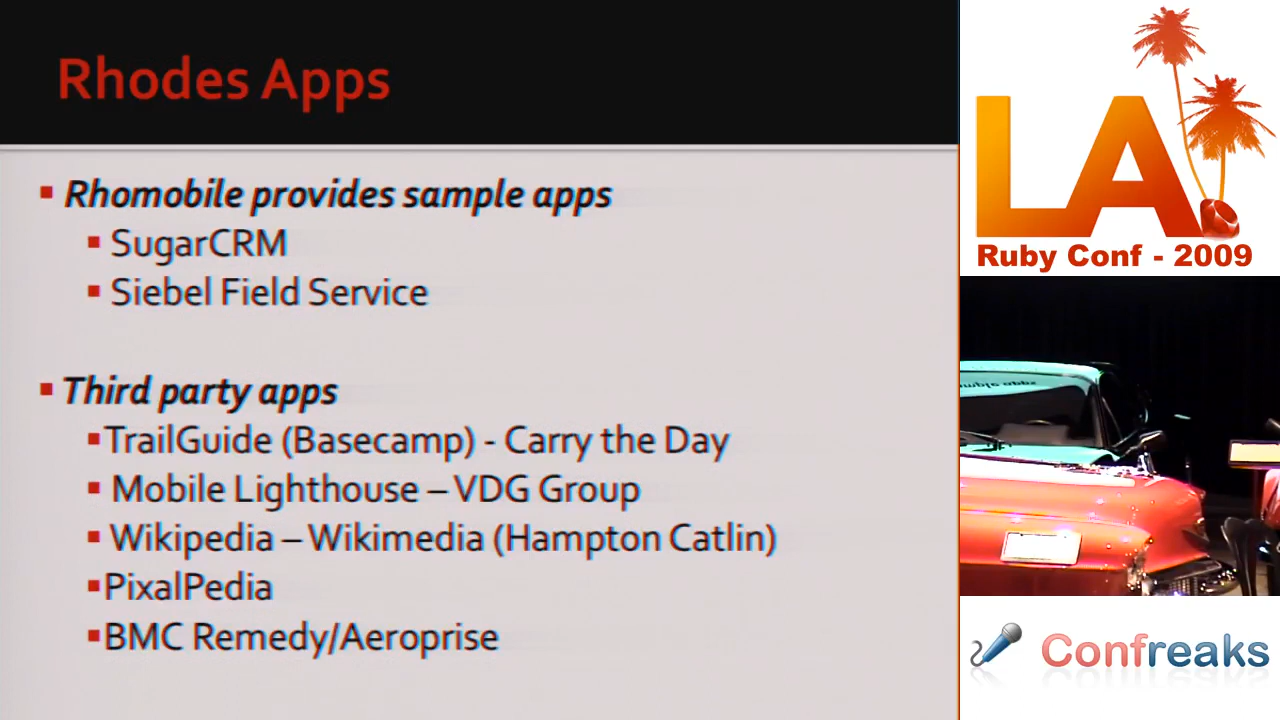 Rhodes Apps
Rhomobile provides sample apps
SugarCRM
Siebel Field Service
Third party apps
TrailGuide (Basecamp) - Carry the Day
Mobile Lighthouse – VDG Group
Wikipedia – Wikimedia (Hampton Catlin)
PixalPedia
BMC Remedy/Aeroprise
LA
Ruby Conf - 2009
Confreaks